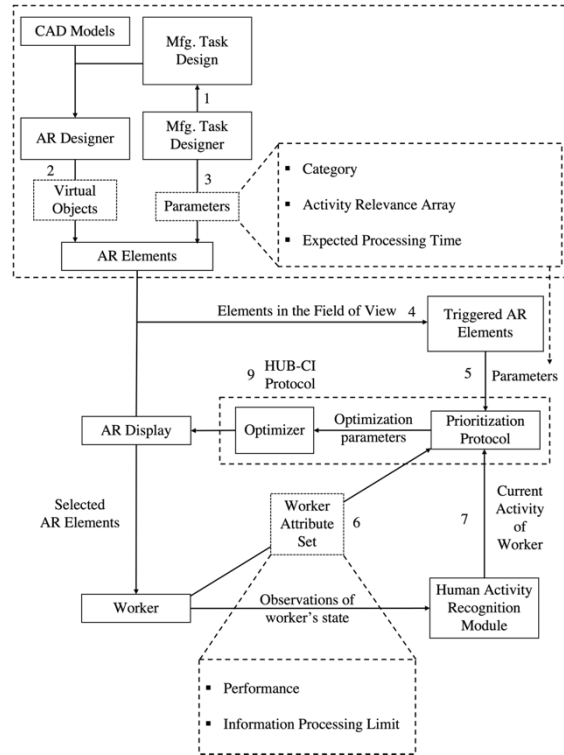 CAD Models
Mfg. Task
Design
1
AR Designer
Mfg. Task
Designer
2
3
Virtual
Objects
Parameters
▪ Category
▪ Activity Relevance Array
▪ Expected Processing Time
AR Elements
Elements in the Field of View
4
Triggered AR
Elements
9
HUB-CI
Protocol
5
Parameters
AR Display
Optimizer
Optimization
parameters
Prioritization
Protocol
Selected
AR Elements
Worker
Attribute
Set
6
7
Current
Activity
of
Worker
Worker
Observations of
worker's state
Human Activity
Recognition
Module
▪ Performance
▪ Information Processing Limit